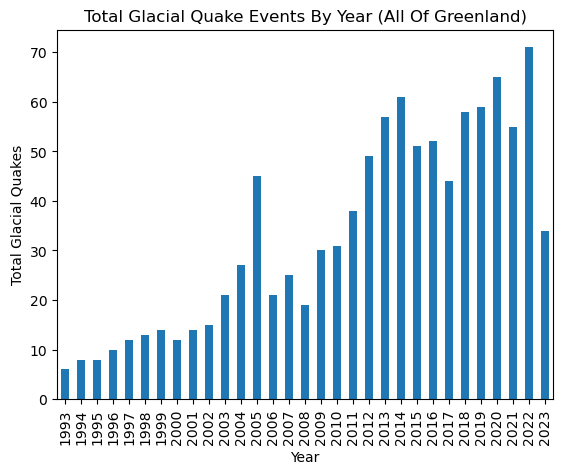 Total Glacial Quake Events By Year (All Of Greenland)
Total Glacial Quakes
70
60
50
40
30
20
10
0
1993 1994 1995 1996 1997 1998 1999 2000 2001 2002 2003 2004 2005 2006 2007 2008 2009 2010 2011 2012 2013 2014 2015 2016 2017 2018 2019 2020 2021 2022 2023
Year